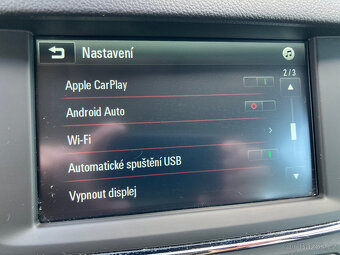 Nastavení
2/3
Apple CarPlay
Android Auto
Wi-Fi
Automatické spuštění USB
Vypnout displej